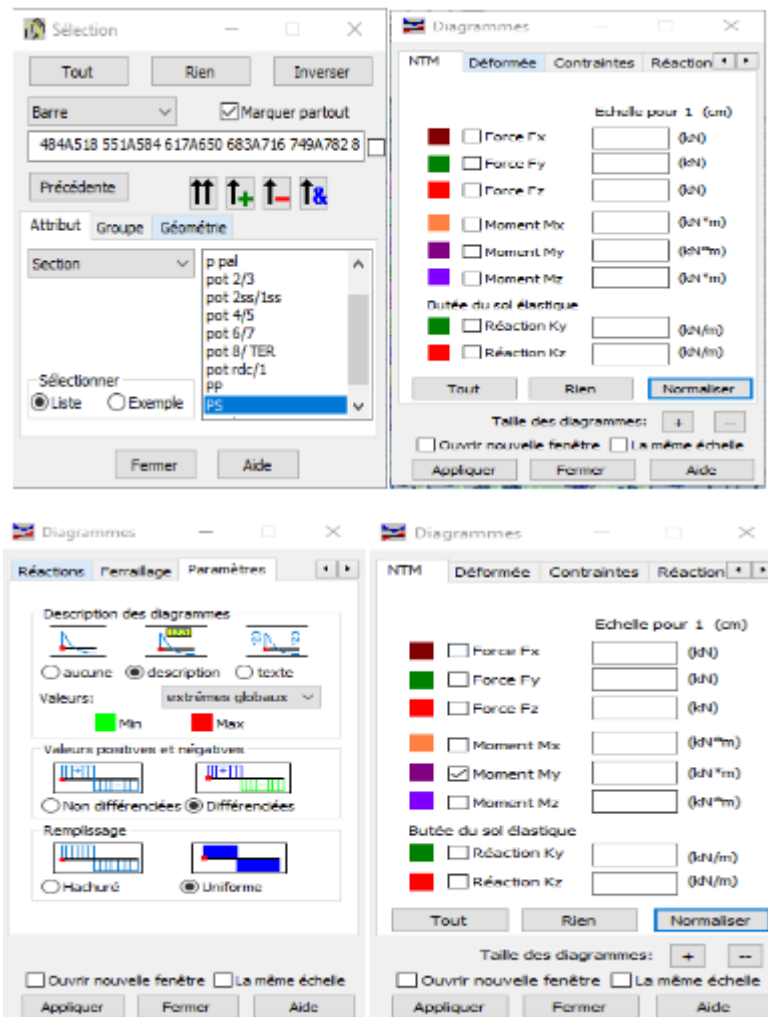 Sélection
Tout Rien Inverser
Barre Marquer partout
484A518 551A584 617A650 683A716 749A782 8
Précédente
Attribut Groupe Géométrie
Section
p pal
pot 2/3
pot 2ss/1ss
pot 4/5
pot 6/7
pot 8/ TER
pot rdc/1
PP
PS
Sélectionner
Liste Exemple
Fermer Aide
Diagrammes
NTM Déformée Contraintes Réaction
Echelle pour 1 (cm)
Force Fx (kN)
Force Fy (kN)
Force Fz (kN)
Moment Mx (kN*m)
Moment My (kN*m)
Moment Mz (kN*m)
Butée du sol élastique
Réaction Ky (kN/m)
Réaction Kz (kN/m)
Tout Rien Normaliser
Taille des diagrammes: + --
Ouvrir nouvelle fenêtre La même échelle
Appliquer Fermer Aide
Diagrammes
Réactions Ferraillage Paramètres
Description des diagrammes
aucune description texte
Valeurs: extrêmes globaux
Min Max
Valeurs positives et négatives
Non différenciées Différenciées
Remplissage
Hachuré Uniforme
Ouvrir nouvelle fenêtre La même échelle
Appliquer Fermer Aide
Diagrammes
NTM Déformée Contraintes Réaction
Echelle pour 1 (cm)
Force Fx (kN)
Force Fy (kN)
Force Fz (kN)
Moment Mx (kN*m)
Moment My (kN*m)
Moment Mz (kN*m)
Butée du sol élastique
Réaction Ky (kN/m)
Réaction Kz (kN/m)
Tout Rien Normaliser
Taille des diagrammes: + --
Ouvrir nouvelle fenêtre La même échelle
Appliquer Fermer Aide